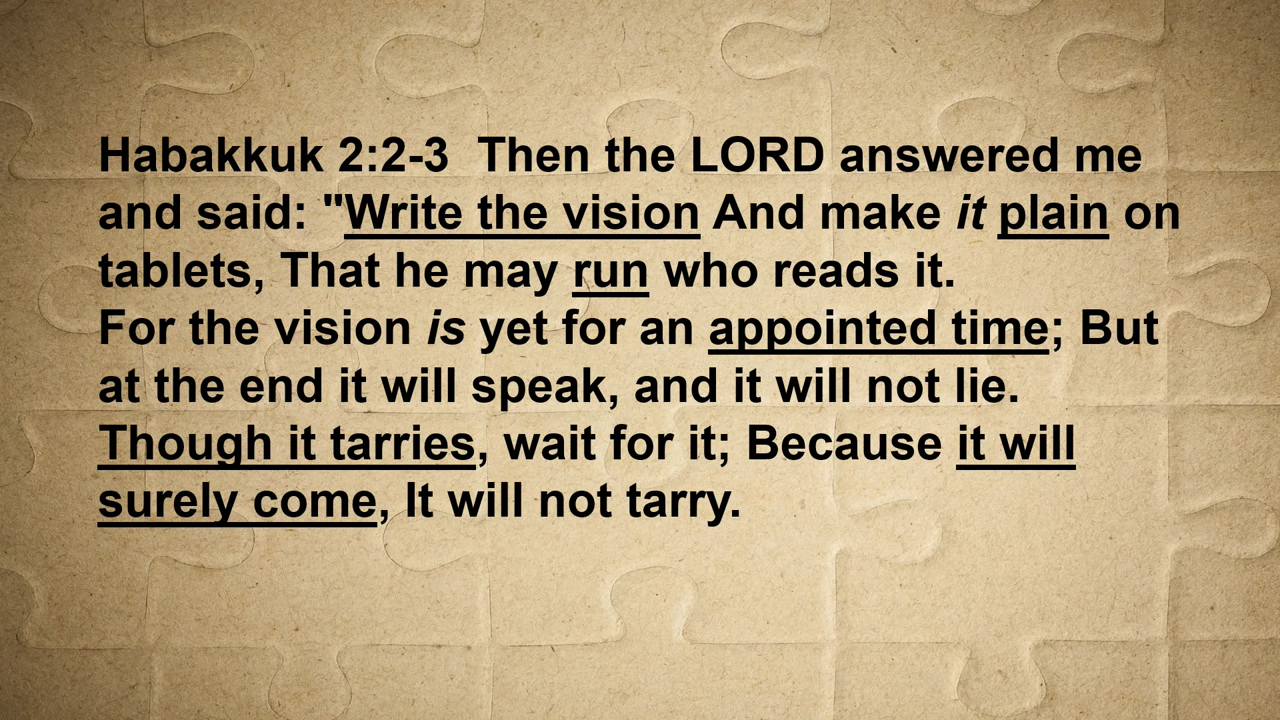 Habakkuk 2:2-3  Then the LORD answered me
and said: "Write the vision And make it plain on
tablets, That he may run who reads it.
For the vision is yet for an appointed time; But
at the end it will speak, and it will not lie.
Though it tarries, wait for it; Because it will
surely come, It will not tarry.